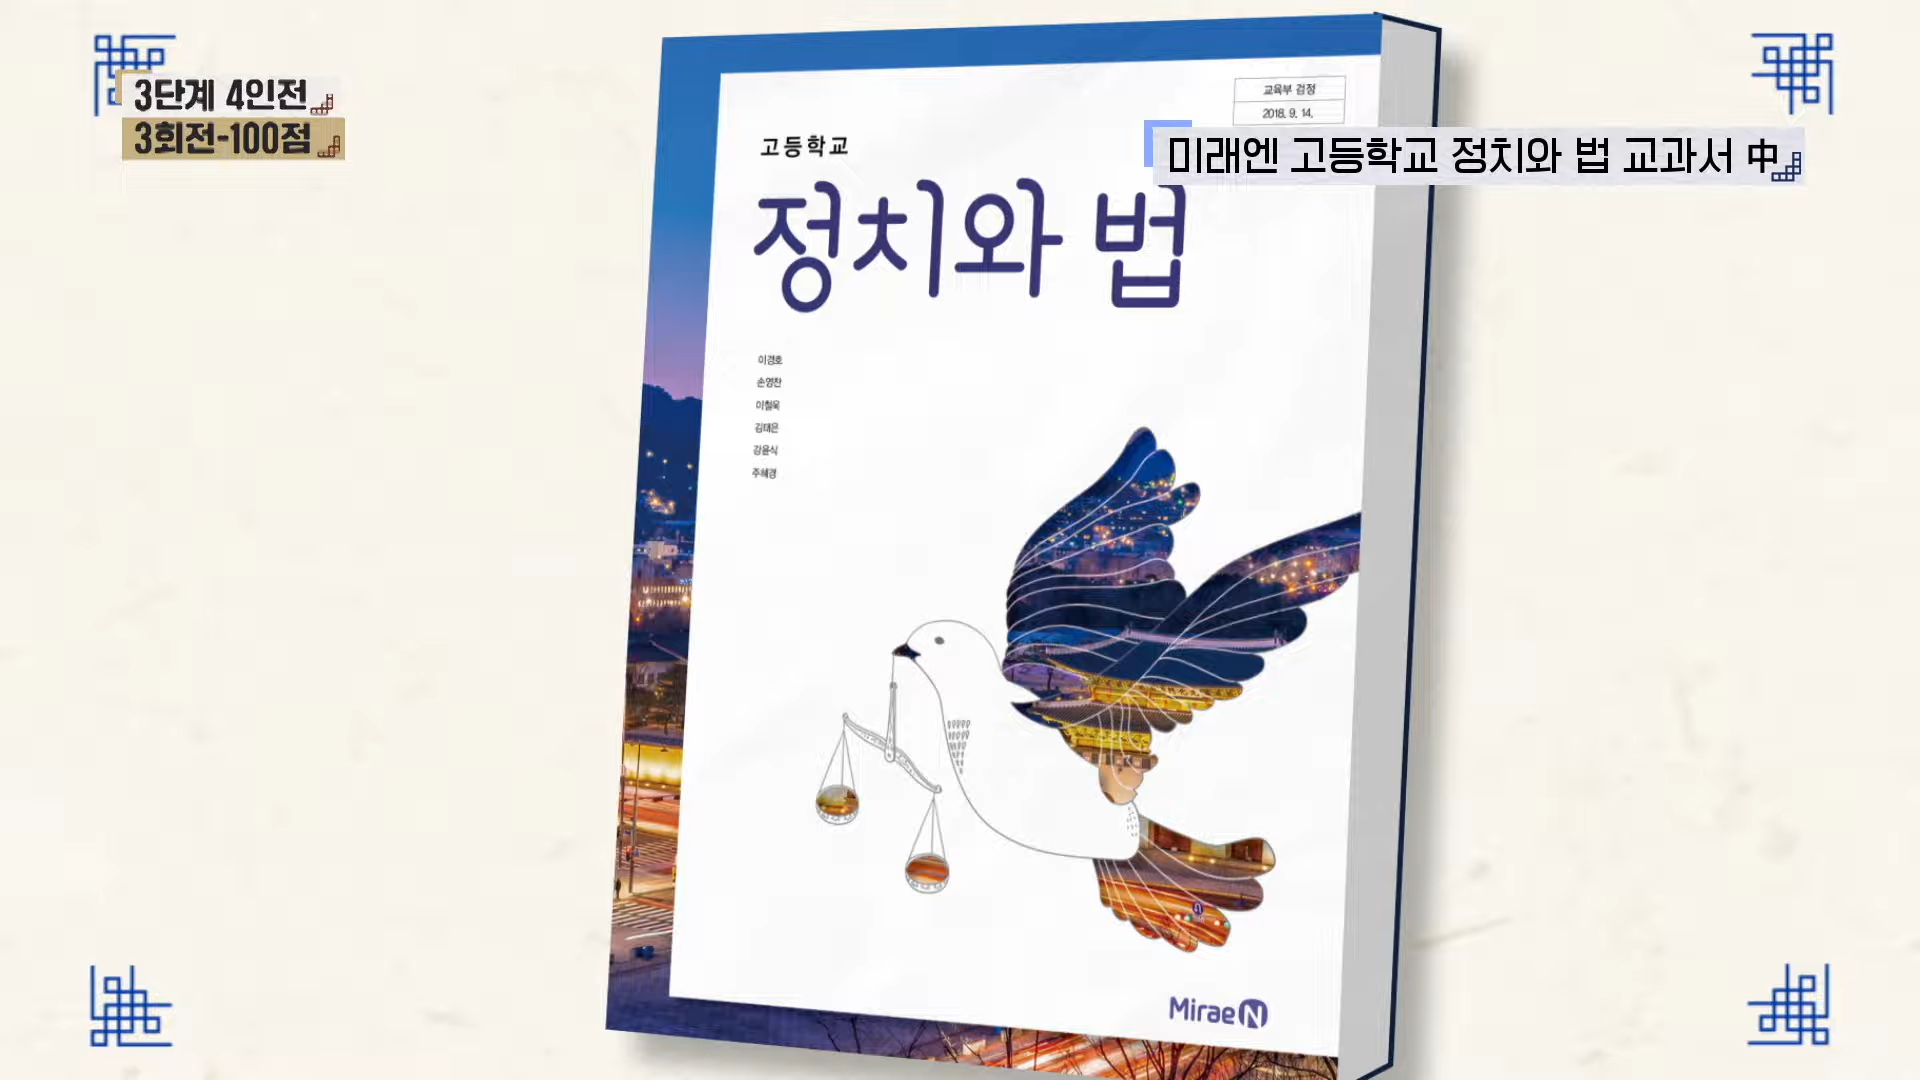 3단계 4인전
3회전-100점
교육부 검정
2018. 9. 14.
미래엔 고등학교 정치와 법 교과서 中
고등학교
정치와 법
이경호
손영찬
이철욱
김태은
강윤식
주혜경
MiraeN